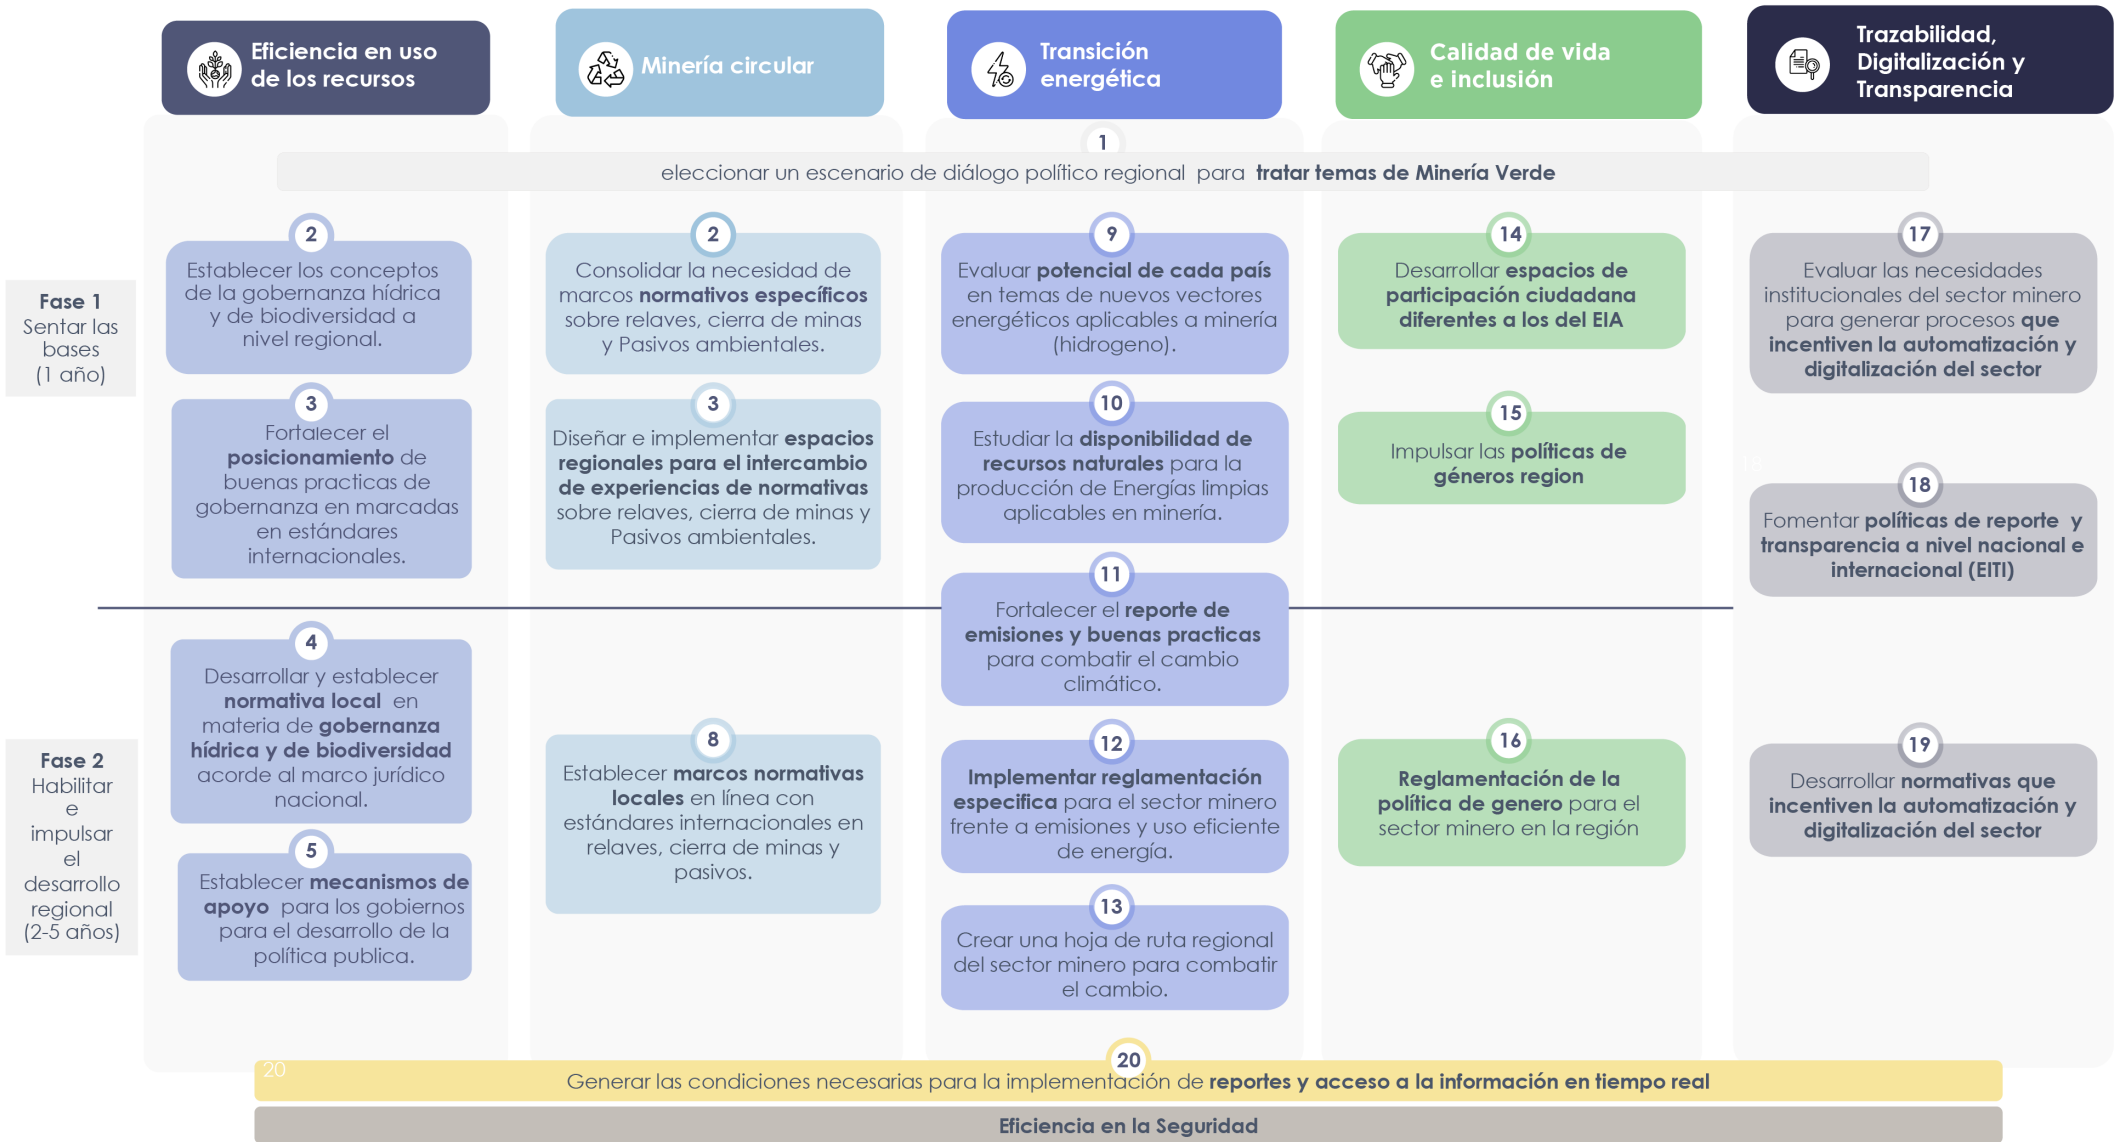 Eficiencia en uso
de los recursos
Minería circular
Transición
energética
Calidad de vida
e inclusión
Trazabilidad,
Digitalización y
Transparencia
1
eleccionar un escenario de diálogo político regional para tratar temas de Minería Verde
Fase 1
Sentar las
bases
(1 año)
2
Establecer los conceptos
de la gobernanza hídrica
y de biodiversidad a
nivel regional.
3
Fortalecer el
posicionamiento de
buenas practicas de
gobernanza en marcadas
en estándares
internacionales.
2
Consolidar la necesidad de
marcos normativos específicos
sobre relaves, cierra de minas
y Pasivos ambientales.
3
Diseñar e implementar espacios
regionales para el intercambio
de experiencias de normativas
sobre relaves, cierra de minas y
Pasivos ambientales.
9
Evaluar potencial de cada país
en temas de nuevos vectores
energéticos aplicables a minería
(hidrogeno).
10
Estudiar la disponibilidad de
recursos naturales para la
producción de Energías limpias
aplicables en minería.
11
Fortalecer el reporte de
emisiones y buenas practicas
para combatir el cambio
climático.
14
Desarrollar espacios de
participación ciudadana
diferentes a los del EIA
15
Impulsar las políticas de
géneros region
17
Evaluar las necesidades
institucionales del sector minero
para generar procesos que
incentiven la automatización y
digitalización del sector
18
18
Fomentar políticas de reporte y
transparencia a nivel nacional e
internacional (EITI)
Fase 2
Habilitar
e
impulsar
el
desarrollo
regional
(2-5 años)
4
Desarrollar y establecer
normativa local en
materia de gobernanza
hídrica y de biodiversidad
acorde al marco jurídico
nacional.
5
Establecer mecanismos de
apoyo para los gobiernos
para el desarrollo de la
política publica.
8
Establecer marcos normativas
locales en línea con
estándares internacionales en
relaves, cierra de minas y
pasivos.
12
Implementar reglamentación
especifica para el sector minero
frente a emisiones y uso eficiente
de energía.
13
Crear una hoja de ruta regional
del sector minero para combatir
el cambio.
16
Reglamentación de la
política de genero para el
sector minero en la región
19
Desarrollar normativas que
incentiven la automatización y
digitalización del sector
20
20
Generar las condiciones necesarias para la implementación de reportes y acceso a la información en tiempo real
Eficiencia en la Seguridad